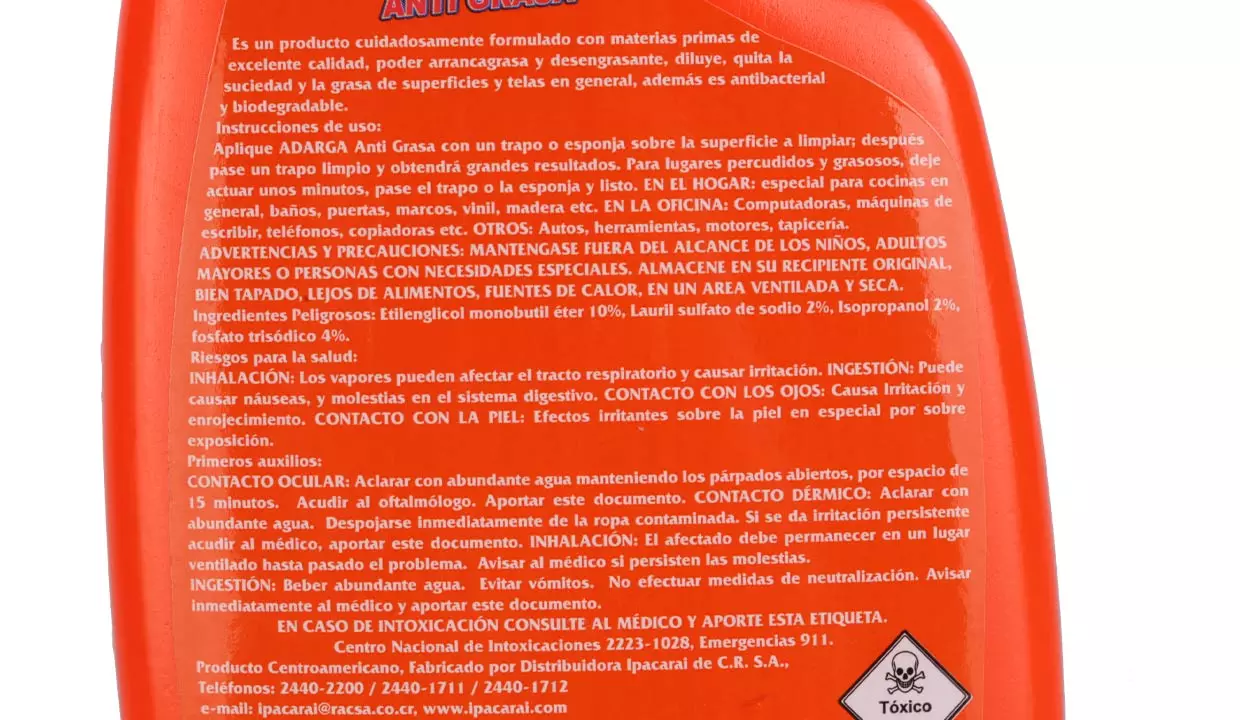 ANTI GRASA
Es un producto cuidadosamente formulado con materias primas de
excelente calidad, poder arrancagrasa y desengrasante, diluye, quita la
suciedad y la grasa de superficies y telas en general, además es antibacterial
y biodegradable.
Instrucciones de uso:
Aplique ADARGA Anti Grasa con un trapo o esponja sobre la superficie a limpiar; después
pase un trapo limpio y obtendrá grandes resultados. Para lugares percudidos y grasosos, deje
actuar unos minutos, pase el trapo o la esponja y listo. EN EL HOGAR: especial para cocinas en
general, baños, puertas, marcos, vinil, madera etc. EN LA OFICINA: Computadoras, máquinas de
escribir, teléfonos, copiadoras etc. OTROS: Autos, herramientas, motores, tapicería.
ADVERTENCIAS Y PRECAUCIONES: MANTENGASE FUERA DEL ALCANCE DE LOS NIÑOS, ADULTOS
MAYORES O PERSONAS CON NECESIDADES ESPECIALES. ALMACENE EN SU RECIPIENTE ORIGINAL,
BIEN TAPADO, LEJOS DE ALIMENTOS, FUENTES DE CALOR, EN UN AREA VENTILADA Y SECA.
Ingredientes Peligrosos: Etilenglicol monobutil éter 10%, Lauril sulfato de sodio 2%, Isopropanol 2%,
fosfato trisódico 4%.
Riesgos para la salud:
INHALACIÓN: Los vapores pueden afectar el tracto respiratorio y causar irritación. INGESTIÓN: Puede
causar náuseas, y molestias en el sistema digestivo. CONTACTO CON LOS OJOS: Causa Irritación y
enrojecimiento. CONTACTO CON LA PIEL: Efectos irritantes sobre la piel en especial por sobre
exposición.
Primeros auxilios:
CONTACTO OCULAR: Aclarar con abundante agua manteniendo los párpados abiertos, por espacio de
15 minutos. Acudir al oftalmólogo. Aportar este documento. CONTACTO DÉRMICO: Aclarar con
abundante agua. Despojarse inmediatamente de la ropa contaminada. Si se da irritación persistente
acudir al médico, aportar este documento. INHALACIÓN: El afectado debe permanecer en un lugar
ventilado hasta pasado el problema. Avisar al médico si persisten las molestias.
INGESTIÓN: Beber abundante agua. Evitar vómitos. No efectuar medidas de neutralización. Avisar
inmediatamente al médico y aportar este documento.
EN CASO DE INTOXICACIÓN CONSULTE AL MÉDICO Y APORTE ESTA ETIQUETA.
Centro Nacional de Intoxicaciones 2223-1028, Emergencias 911.
Producto Centroamericano, Fabricado por Distribuidora Ipacarai de C.R. S.A.,
Teléfonos: 2440-2200 / 2440-1711 / 2440-1712
e-mail: ipacarai@racsa.co.cr, www.ipacarai.com
Tóxico